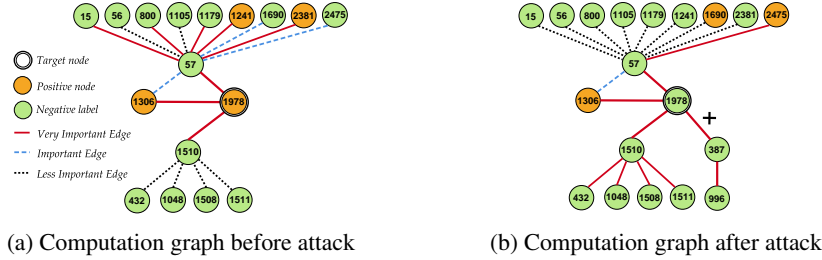 15 56 800 1105 1179 1241 1690 2381 2475
57
Target node
Positive node
Negative label
Very Important Edge
Important Edge
Less Important Edge
1306 1978
1510
432 1048 1508 1511
(a) Computation graph before attack
15 56 800 1105 1179 1241 1690 2381 2475
57
1306 1978
+
1510 387
432 1048 1508 1511 996
(b) Computation graph after attack